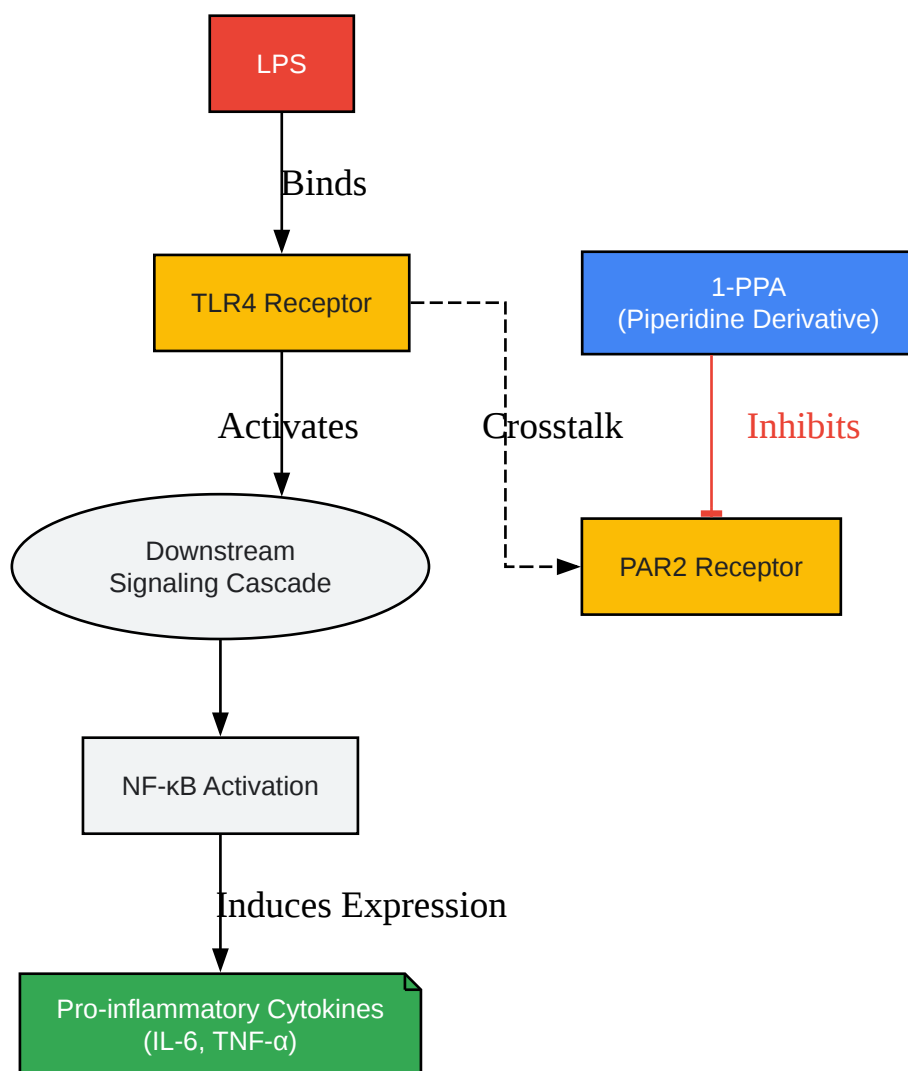 LPS
Binds
TLR4 Receptor
1-PPA
(Piperidine Derivative)
Activates
Crosstalk
Inhibits
Downstream
Signaling Cascade
PAR2 Receptor
NF-κB Activation
Induces Expression
Pro-inflammatory Cytokines
(IL-6, TNF-α)